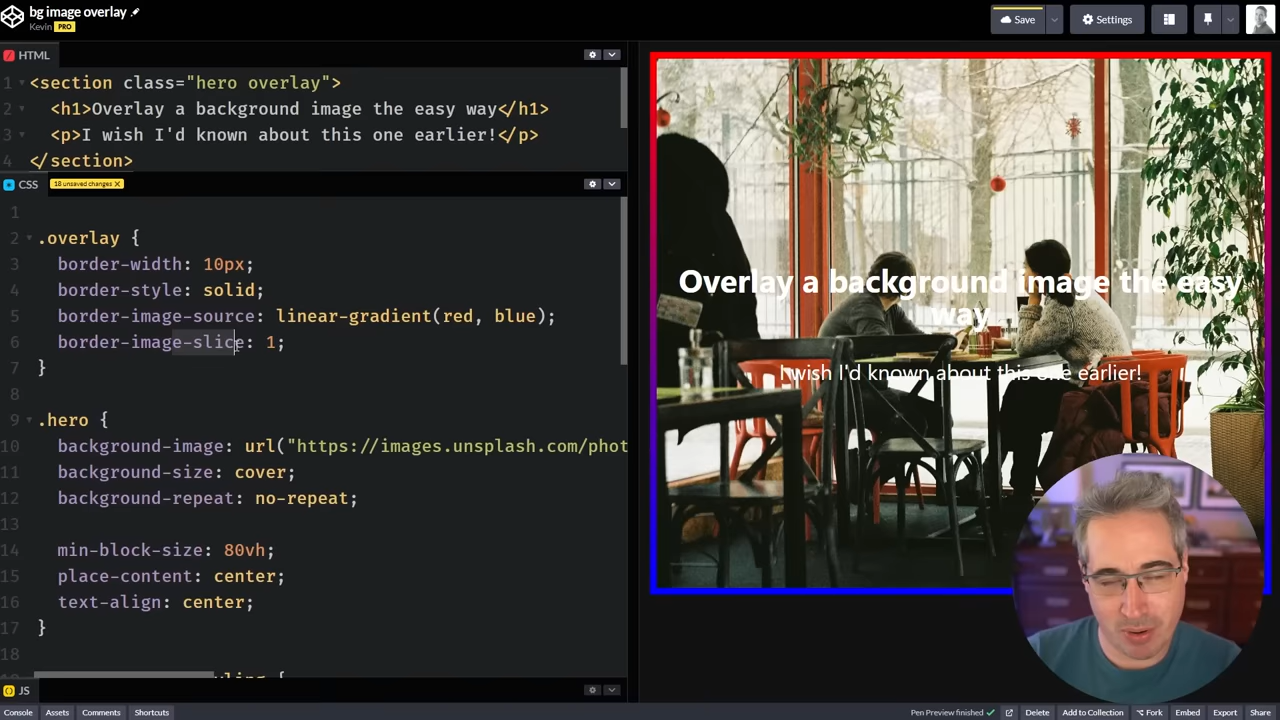 bg image overlay
Kevin PRO
Save
Settings
HTML
1 <section class="hero overlay">
2 <h1>Overlay a background image the easy way</h1>
3 <p>I wish I'd known about this one earlier!</p>
4 </section>
CSS
18 unsaved changes X
1
2 .overlay {
3 border-width: 10px;
4 border-style: solid;
5 border-image-source: linear-gradient(red, blue);
6 border-image-slice: 1;
7 }
8
9 .hero {
10 background-image: url("https://images.unsplash.com/phot
11 background-size: cover;
12 background-repeat: no-repeat;
13
14 min-block-size: 80vh;
15 place-content: center;
16 text-align: center;
17 }
18
JS
Overlay a background image the easy
way
I wish I'd known about this one earlier!
Console Assets Comments Shortcuts
Pen Preview finished Delete Add to Collection Fork Embed Export Share